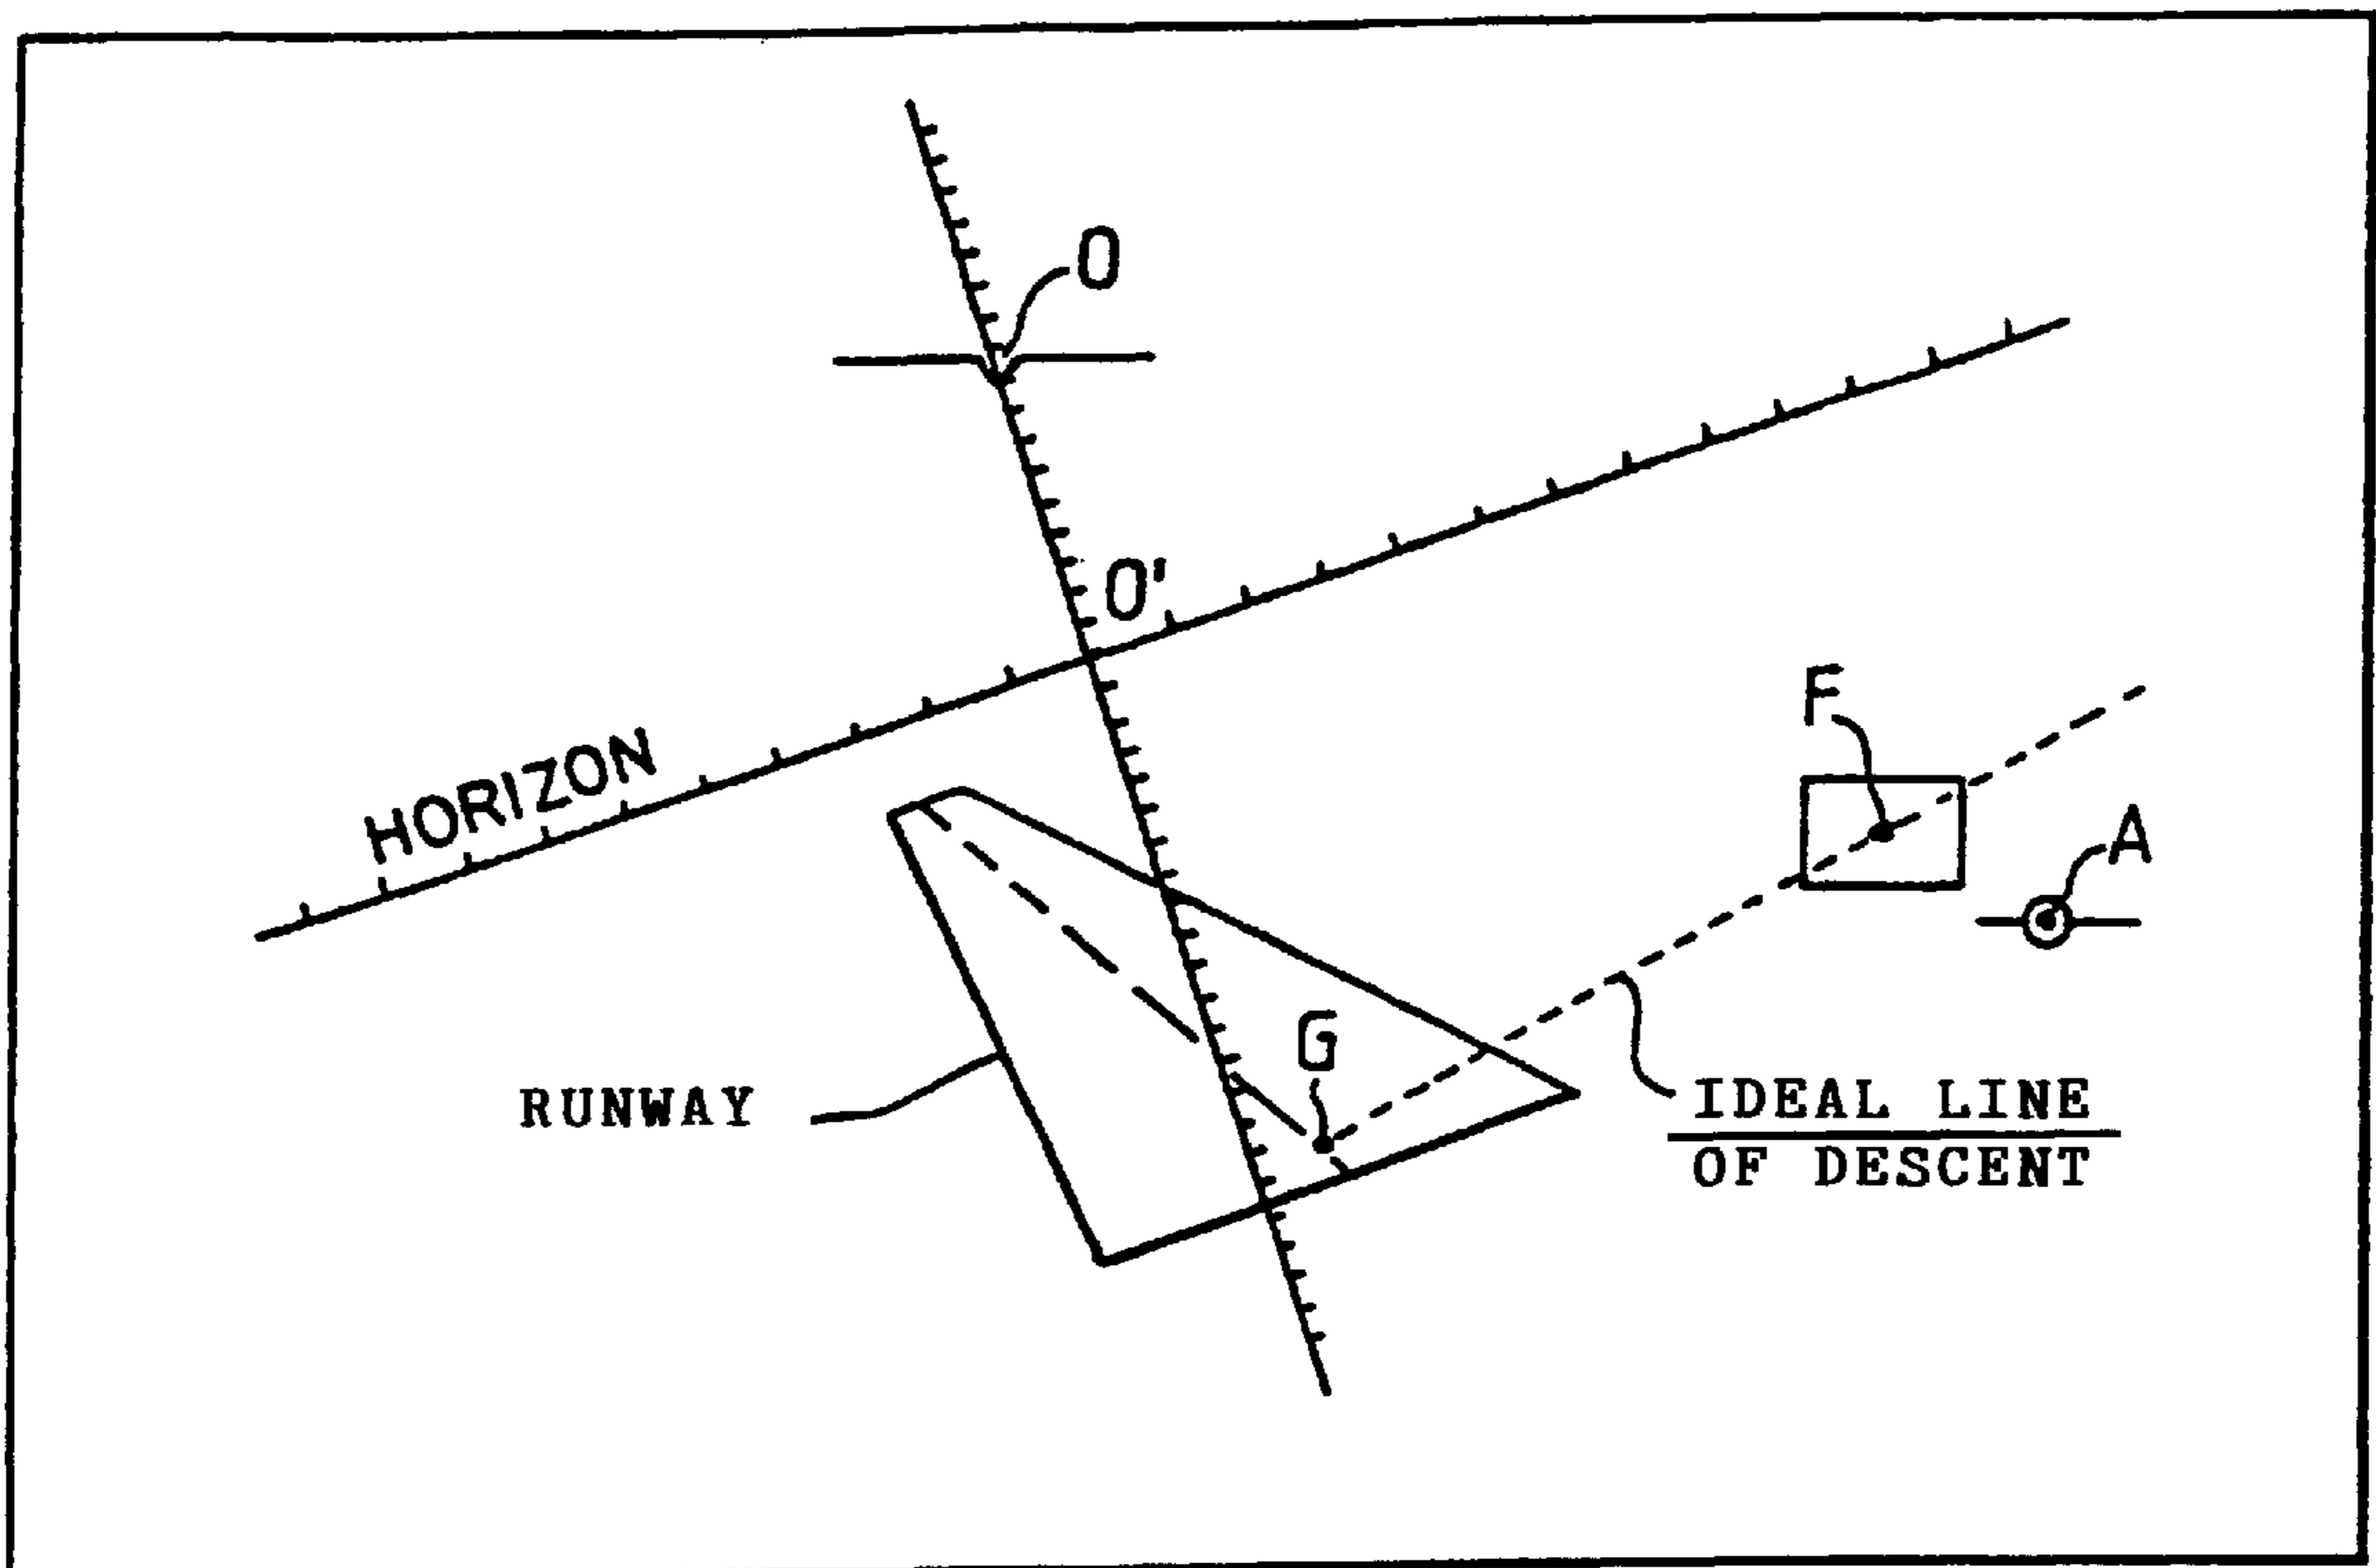 O
O'
HORIZON
F
A
G
RUNWAY
IDEAL LINE
OF DESCENT